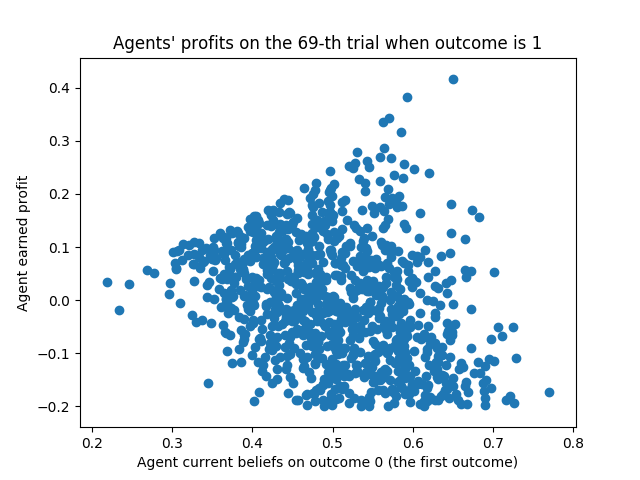 Agents' profits on the 69-th trial when outcome is 1
Agent earned profit
0.4
0.3
0.2
0.1
0.0
−0.1
−0.2
0.2 0.3 0.4 0.5 0.6 0.7 0.8
Agent current beliefs on outcome 0 (the first outcome)